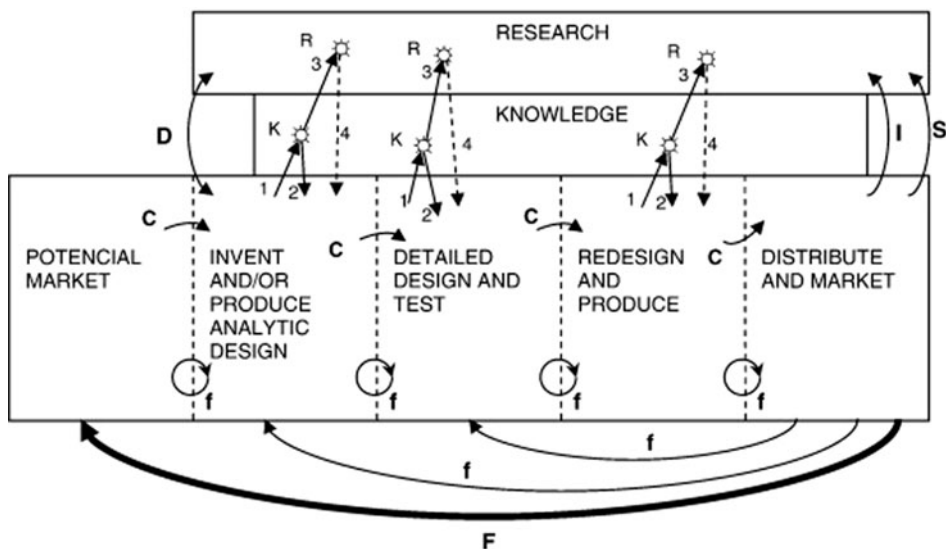 RESEARCH
R
3
R
3
R
3
KNOWLEDGE
D
K
4
K
4
K
4
I
S
1
2
1
2
1
2
C
C
C
C
POTENCIAL
MARKET
INVENT
AND/OR
PRODUCE
ANALYTIC
DESIGN
DETAILED
DESIGN AND
TEST
REDESIGN
AND
PRODUCE
DISTRIBUTE
AND MARKET
f
f
f
f
f
f
F